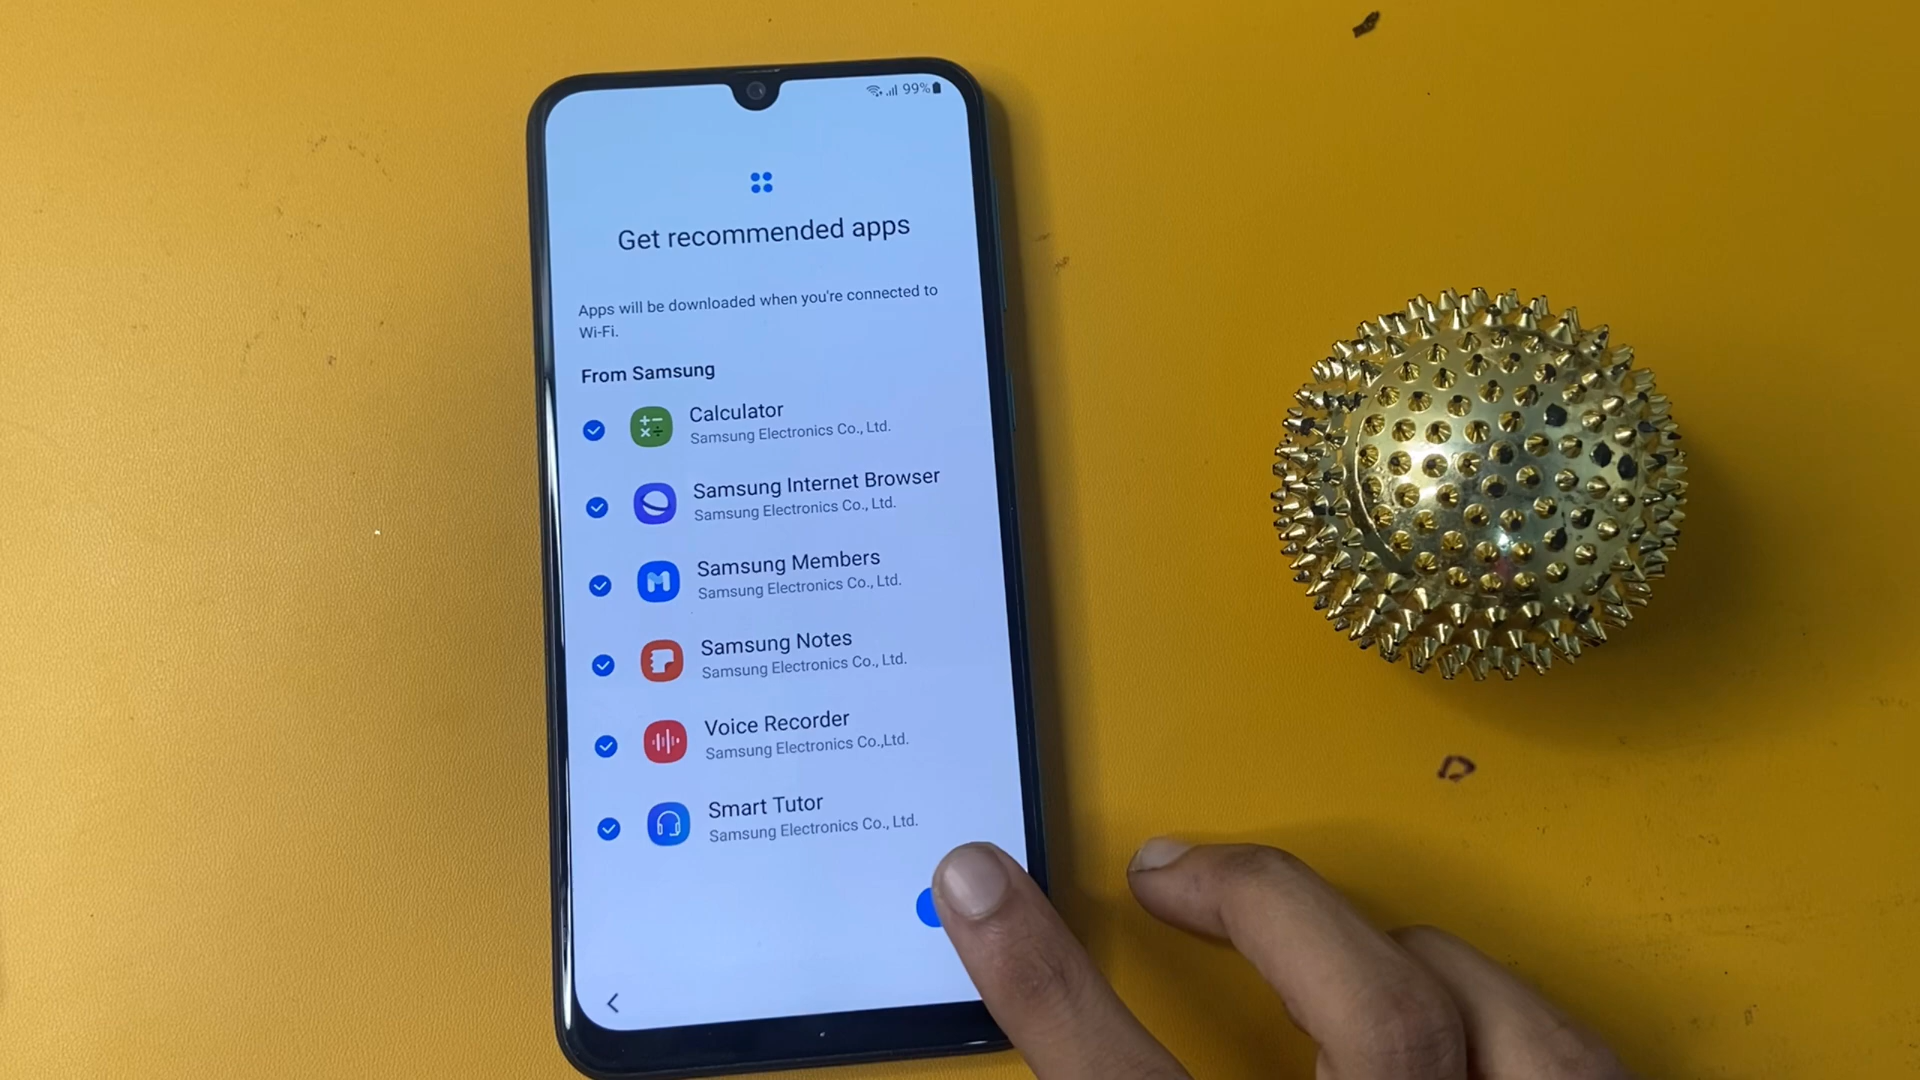 99%
Get recommended apps
Apps will be downloaded when you're connected to
Wi-Fi.
From Samsung
Calculator
Samsung Electronics Co., Ltd.
Samsung Internet Browser
Samsung Electronics Co., Ltd.
Samsung Members
Samsung Electronics Co., Ltd.
Samsung Notes
Samsung Electronics Co., Ltd.
Voice Recorder
Samsung Electronics Co.,Ltd.
Smart Tutor
Samsung Electronics Co., Ltd.